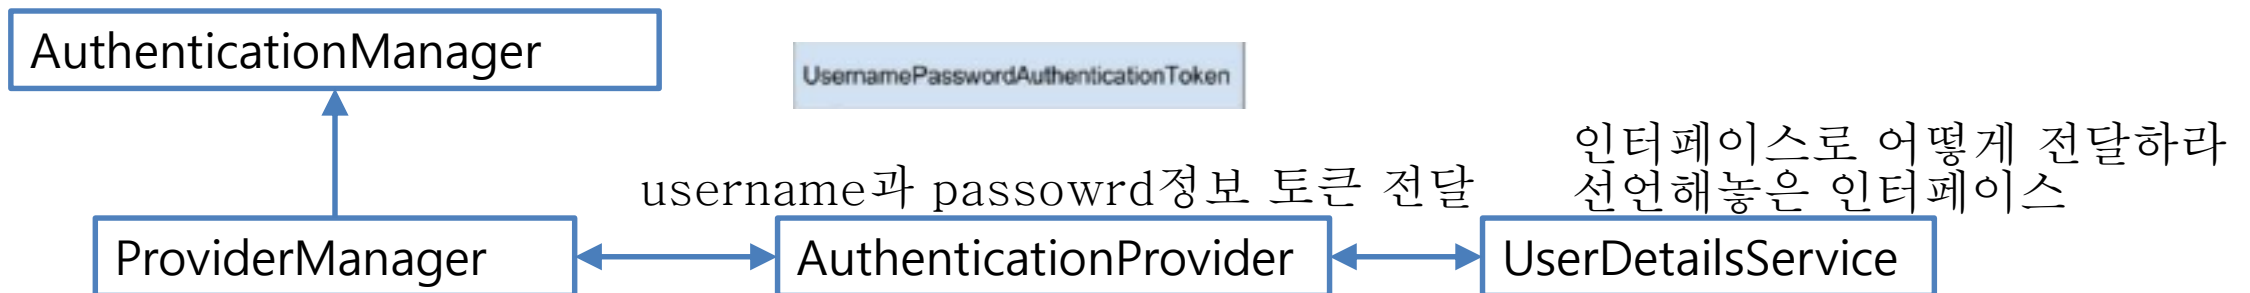 AuthenticationManager
UsernamePasswordAuthenticationToken
인터페이스로 어떻게 전달하라
선언해놓은 인터페이스
username과 passowrd정보 토큰 전달
ProviderManager
AuthenticationProvider
UserDetailsService